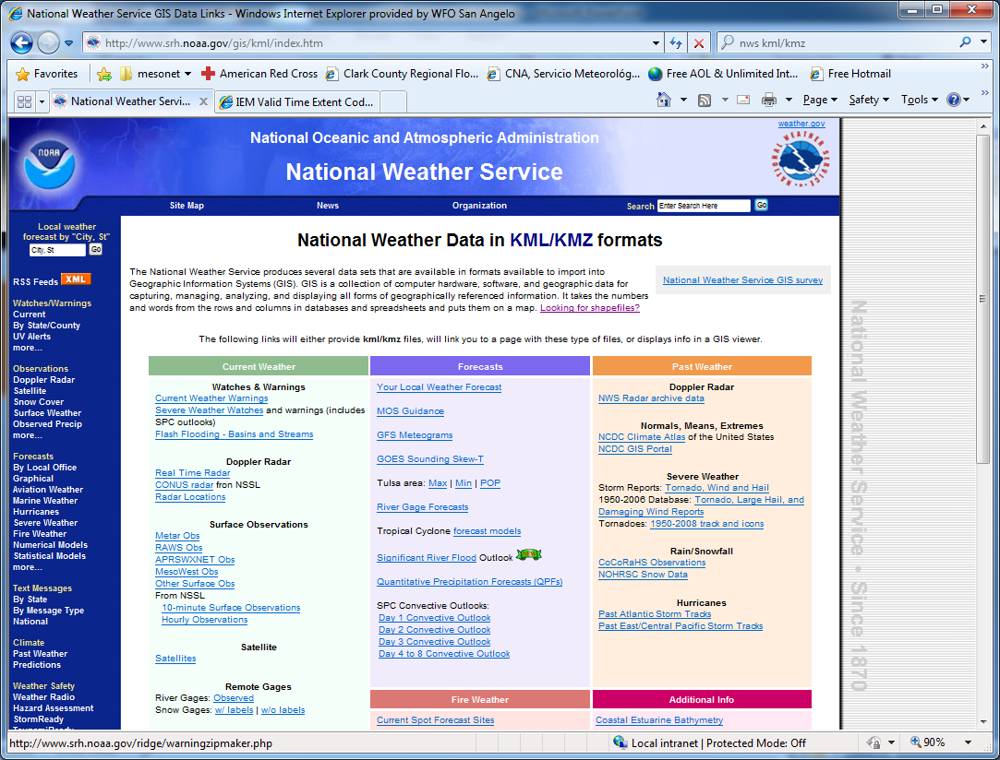 National Weather Service GIS Data Links - Windows Internet Explorer provided by WFO San Angelo
http://www.srh.noaa.gov/gis/kml/index.htm
nws kml/kmz
Favorites
mesonet
American Red Cross
Clark County Regional Flo...
CNA, Servicio Meteorológ...
Free AOL & Unlimited Int...
Free Hotmail
National Weather Servi...
IEM Valid Time Extent Cod...
Page
Safety
Tools
weather.gov
NOAA
National Oceanic and Atmospheric Administration
National Weather Service
Site Map
News
Organization
Search
Enter Search Here
Go
Local weather
forecast by "City, St"
City, St
Go
RSS Feeds XML
Watches/Warnings
Current
By State/County
UV Alerts
more...
Observations
Doppler Radar
Satellite
Snow Cover
Surface Weather
Observed Precip
more...
Forecasts
By Local Office
Graphical
Aviation Weather
Marine Weather
Hurricanes
Severe Weather
Fire Weather
Numerical Models
Statistical Models
more...
Text Messages
By State
By Message Type
National
Climate
Past Weather
Predictions
Weather Safety
Weather Radio
Hazard Assessment
StormReady
TsunamiReady
National Weather Data in KML/KMZ formats
The National Weather Service produces several data sets that are available in formats available to import into
Geographic Information Systems (GIS). GIS is a collection of computer hardware, software, and geographic data for
capturing, managing, analyzing, and displaying all forms of geographically referenced information. It takes the numbers
and words from the rows and columns in databases and spreadsheets and puts them on a map. Looking for shapefiles?
National Weather Service GIS survey
The following links will either provide kml/kmz files, will link you to a page with these type of files, or displays info in a GIS viewer.
Current Weather
Watches & Warnings
Current Weather Warnings
Severe Weather Watches and warnings (includes
SPC outlooks)
Flash Flooding - Basins and Streams
Doppler Radar
Real Time Radar
CONUS radar fron NSSL
Radar Locations
Surface Observations
Metar Obs
RAWS Obs
APRSWXNET Obs
MesoWest Obs
Other Surface Obs
From NSSL
10-minute Surface Observations
Hourly Observations
Satellite
Satellites
Remote Gages
River Gages: Observed
Snow Gages: w/ labels | w/o labels
Forecasts
Your Local Weather Forecast
MOS Guidance
GFS Meteograms
GOES Sounding Skew-T
Tulsa area: Max | Min | POP
River Gage Forecasts
Tropical Cyclone forecast models
Significant River Flood Outlook NEW
Quantitative Precipitation Forecasts (QPFs)
SPC Convective Outlooks:
Day 1 Convective Outlook
Day 2 Convective Outlook
Day 3 Convective Outlook
Day 4 to 8 Convective Outlook
Fire Weather
Current Spot Forecast Sites
Past Weather
Doppler Radar
NWS Radar archive data
Normals, Means, Extremes
NCDC Climate Atlas of the United States
NCDC GIS Portal
Severe Weather
Storm Reports: Tornado, Wind and Hail
1950-2006 Database: Tornado, Large Hail, and
Damaging Wind Reports
Tornadoes: 1950-2008 track and icons
Rain/Snowfall
CoCoRaHS Observations
NOHRSC Snow Data
Hurricanes
Past Atlantic Storm Tracks
Past East/Central Pacific Storm Tracks
Additional Info
Coastal Estuarine Bathymetry
National Weather Service • Since 1870
http://www.srh.noaa.gov/ridge/warningzipmaker.php
Local intranet | Protected Mode: Off
90%